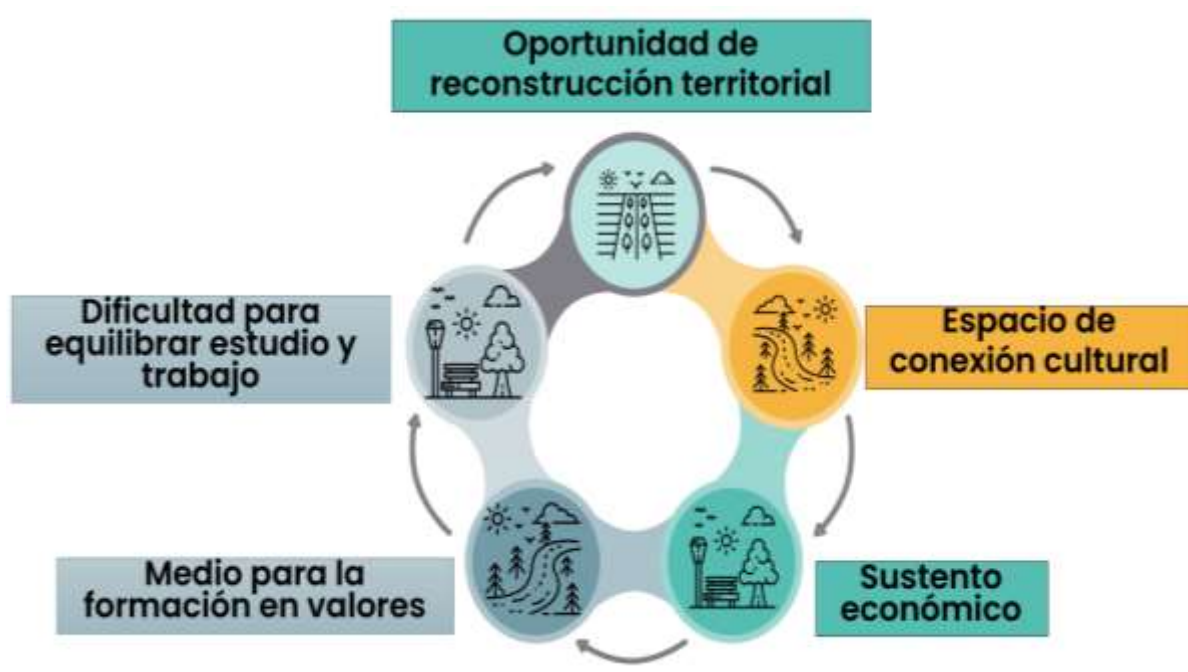 Oportunidad de
reconstrucción territorial
Dificultad para
equilibrar estudio y
trabajo
Espacio de
conexión cultural
Medio para la
formación en valores
Sustento
económico